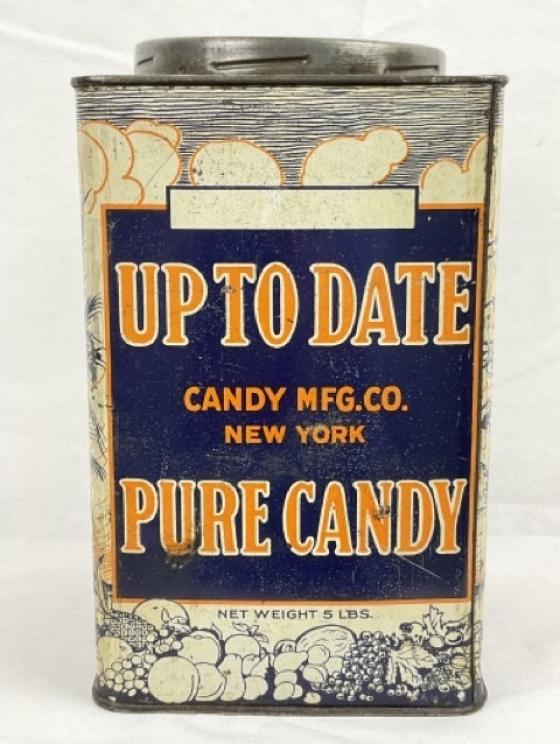 UP TO DATE
CANDY MFG.CO.
NEW YORK
PURE CANDY
NET WEIGHT 5 LBS.